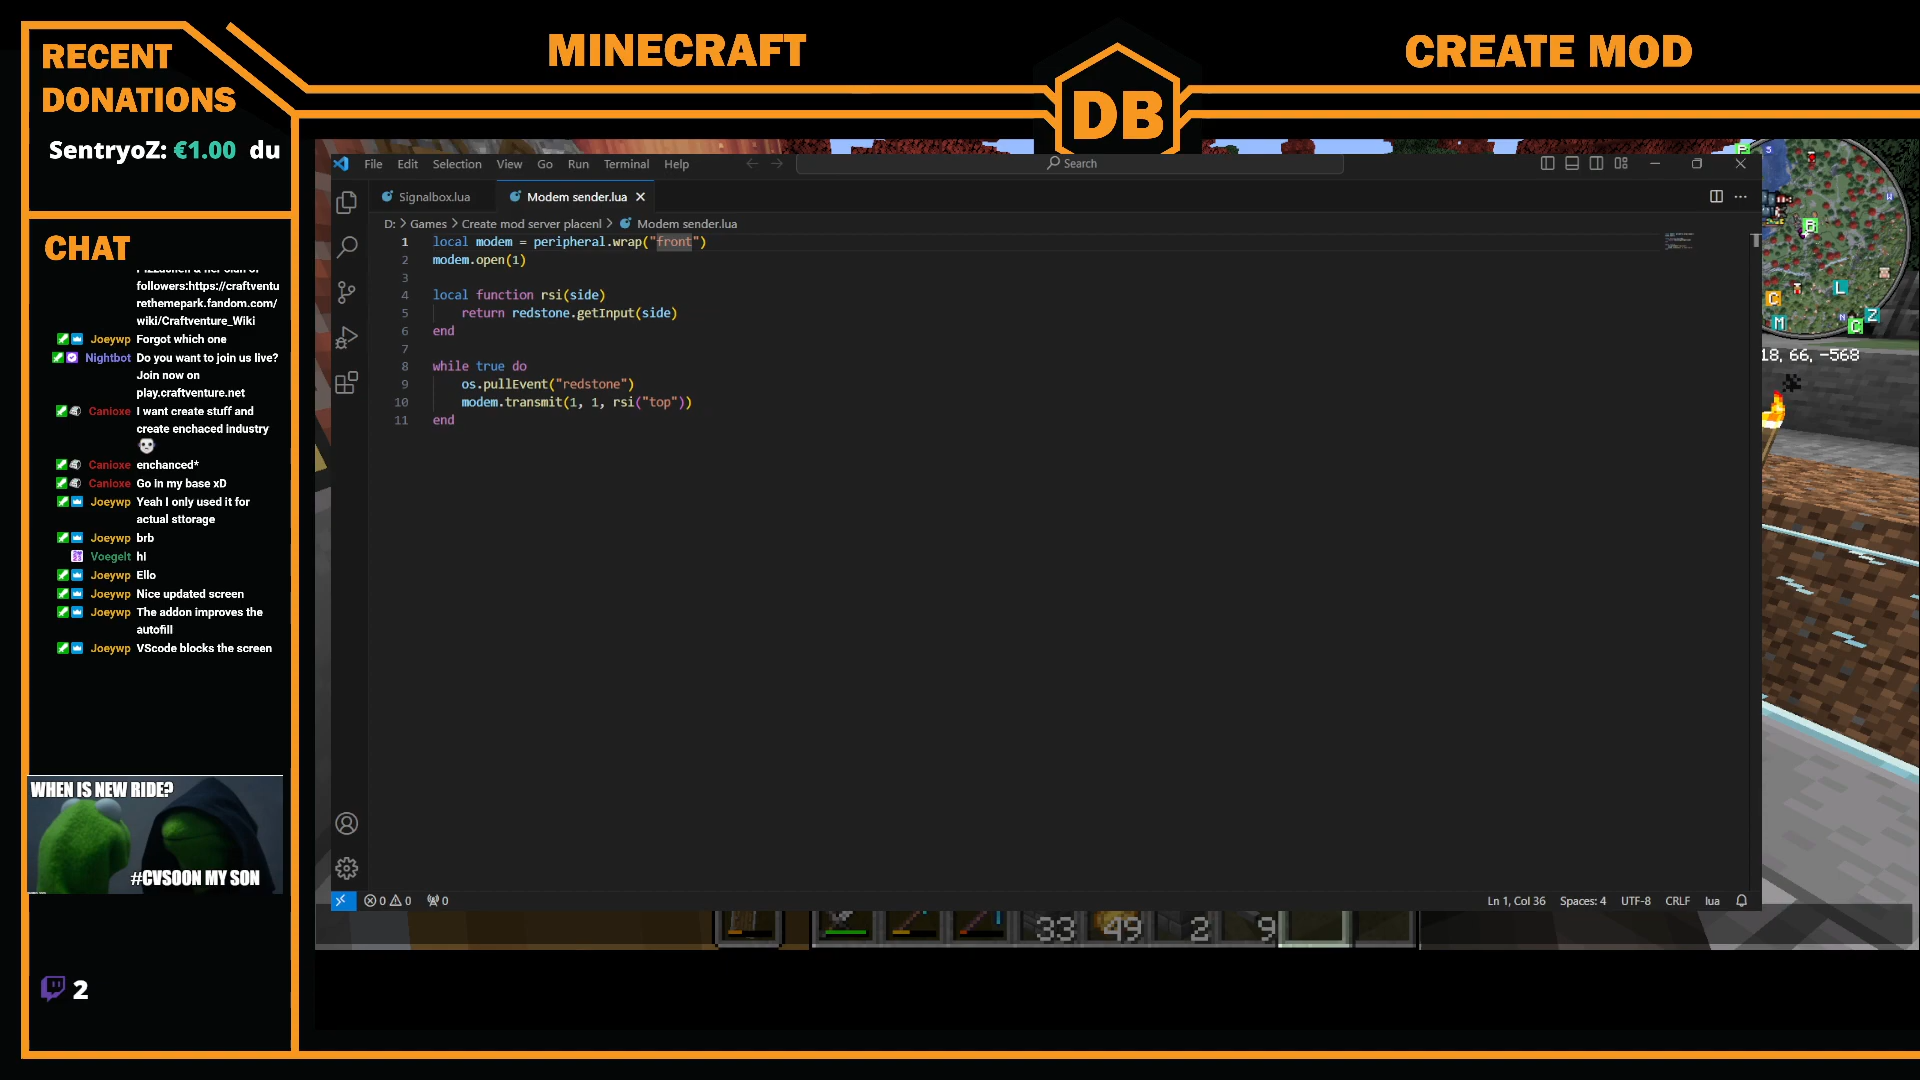 RECENT
DONATIONS
SentryoZ: €1.00 du
MINECRAFT
DB
CREATE MOD
CHAT
followers:https://craftventu
rethemepark.fandom.com/
wiki/Craftventure_Wiki
Joeywp Forgot which one
Nightbot Do you want to join us live?
Join now on
play.craftventure.net
Canioxe I want create stuff and
create enchaced industry
Canioxe enchanced*
Canioxe Go in my base xD
Joeywp Yeah I only used it for
actual sttorage
Joeywp brb
Voegelt hi
Joeywp Ello
Joeywp Nice updated screen
Joeywp The addon improves the
autofill
Joeywp VScode blocks the screen
WHEN IS NEW RIDE?
#CVSOON MY SON
2
File Edit Selection View Go Run Terminal Help
Search
Signalbox.lua
Modem sender.lua
D: > Games > Create mod server placenl > Modem sender.lua
1 local modem = peripheral.wrap("front")
2 modem.open(1)
3
4 local function rsi(side)
5 return redstone.getInput(side)
6 end
7
8 while true do
9 os.pullEvent("redstone")
10 modem.transmit(1, 1, rsi("top"))
11 end
0 0 0
Ln 1, Col 36 Spaces: 4 UTF-8 CRLF lua
B
C
L
M
N
C
Z
18, 66, -568
33 49 2 9